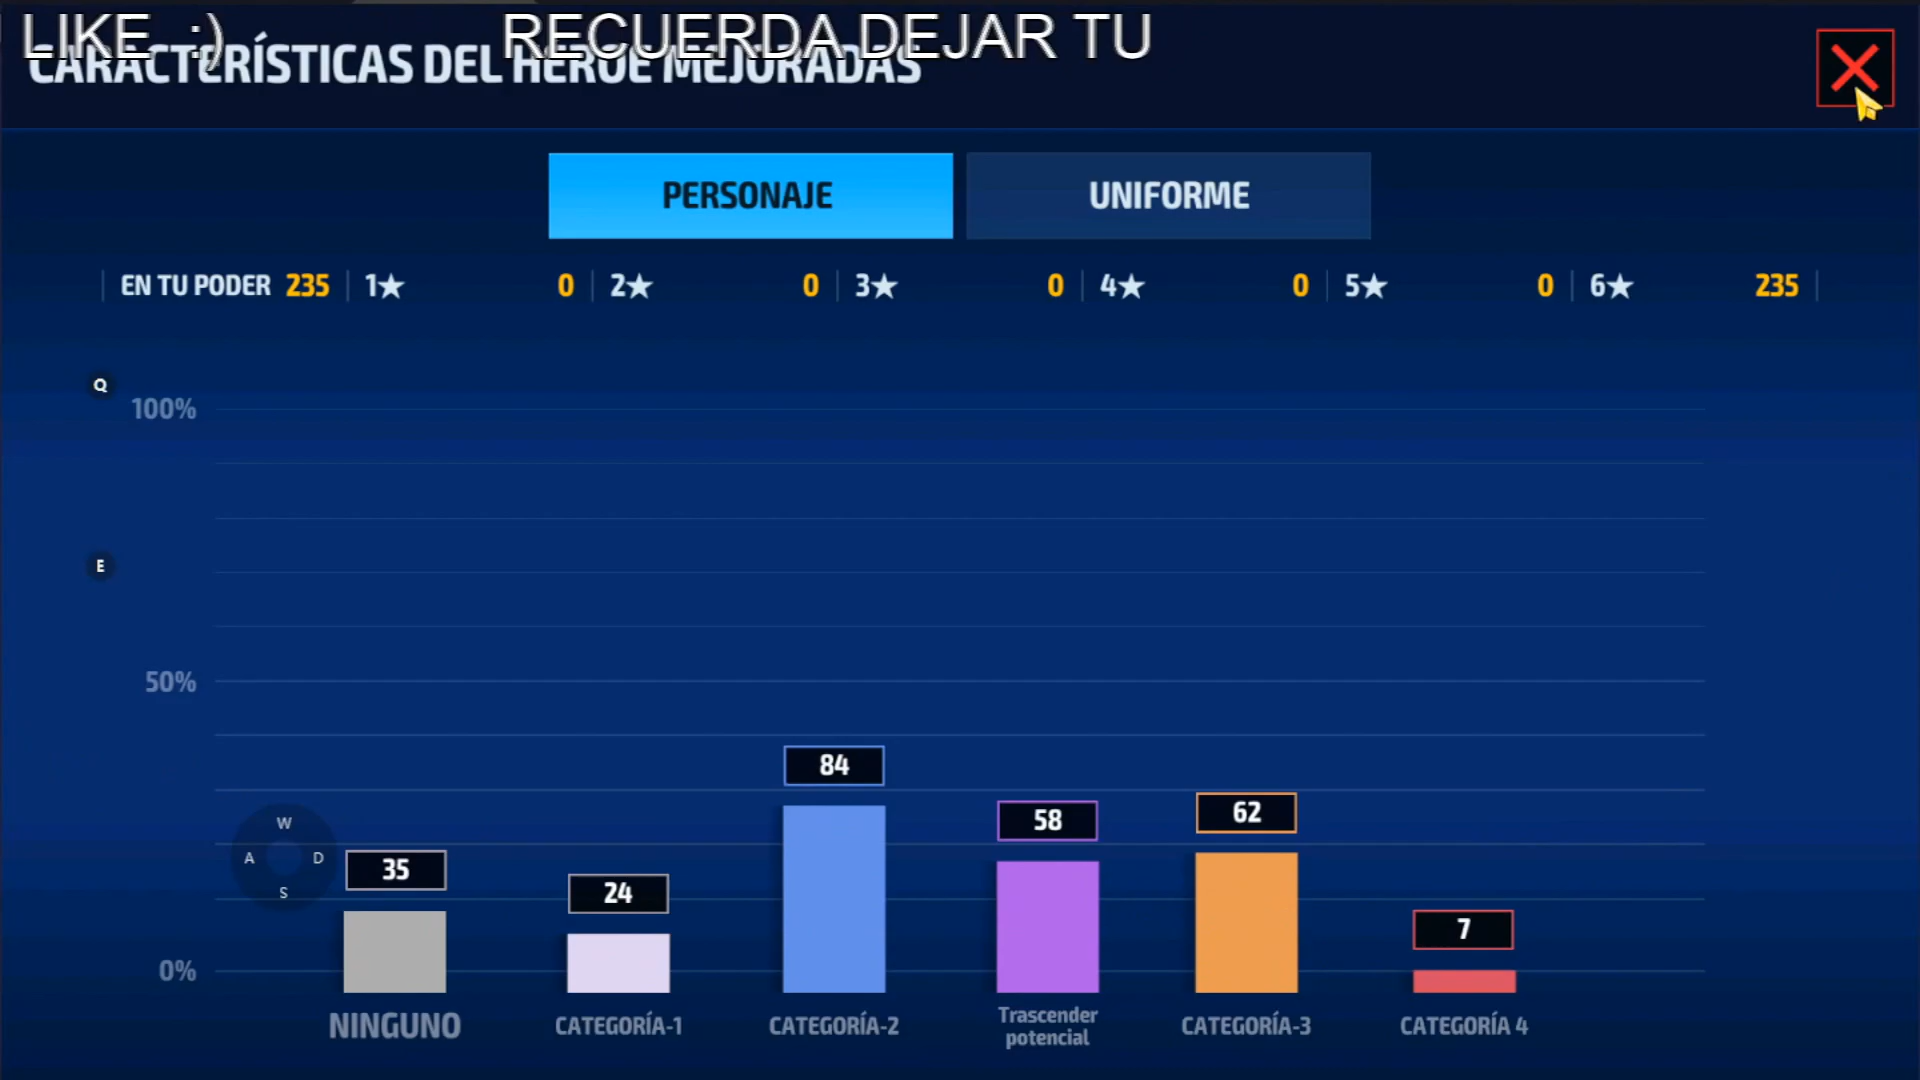 LIKE :) RECUERDA DEJAR TU
CARACTERÍSTICAS DEL HÉROE MEJORADAS
PERSONAJE
UNIFORME
EN TU PODER 235 1★ 0 2★ 0 3★ 0 4★ 0 5★ 0 6★ 235
Q
100%
E
50%
84
62
58
W
A D
S
35
24
7
0%
NINGUNO
CATEGORÍA-1
CATEGORÍA-2
Trascender
potencial
CATEGORÍA-3
CATEGORÍA 4